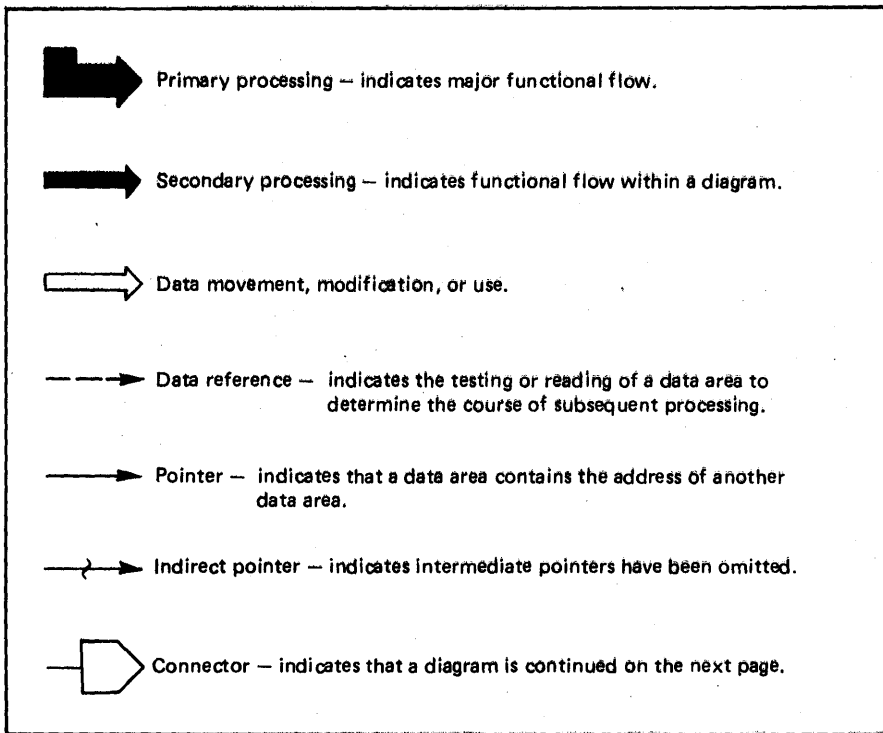 Primary processing — indicates major functional flow.
Secondary processing — indicates functional flow within a diagram.
Data movement, modification, or use.
Data reference — indicates the testing or reading of a data area to
determine the course of subsequent processing.
Pointer — indicates that a data area contains the address of another
data area.
Indirect pointer — indicates intermediate pointers have been omitted.
Connector — indicates that a diagram is continued on the next page.